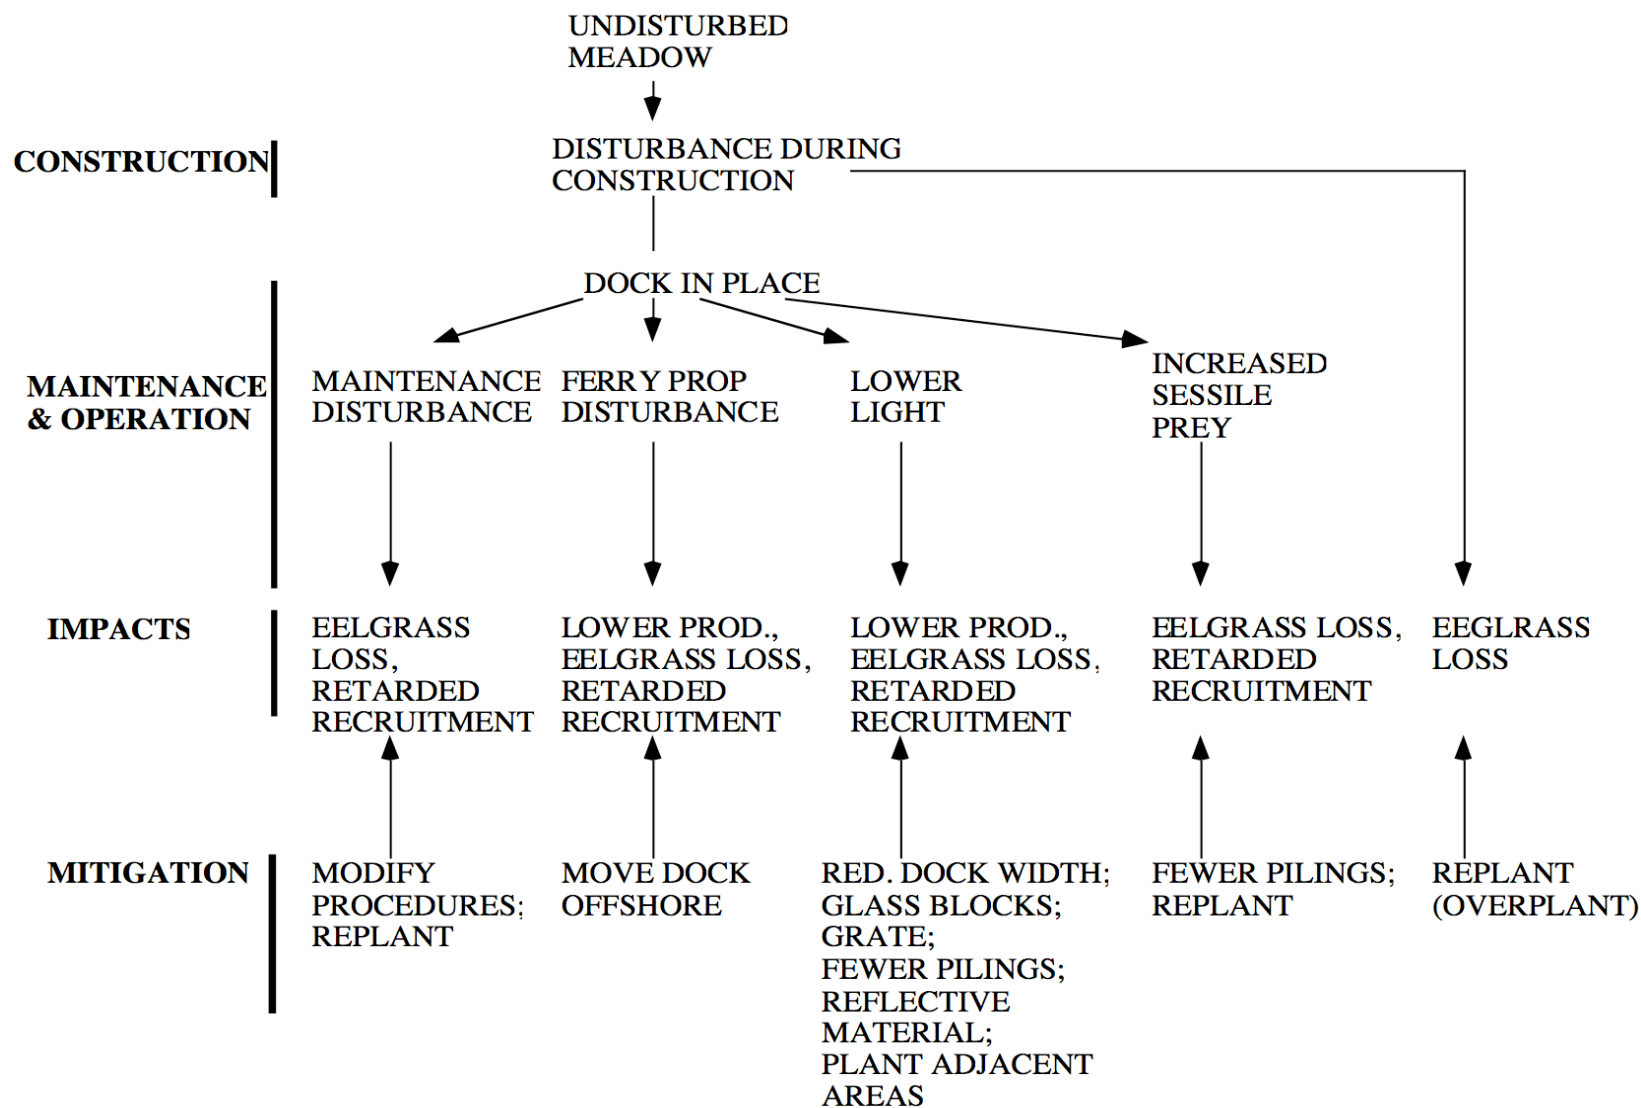 UNDISTURBED
MEADOW
CONSTRUCTION
DISTURBANCE DURING
CONSTRUCTION
DOCK IN PLACE
MAINTENANCE
& OPERATION
MAINTENANCE
DISTURBANCE
FERRY PROP
DISTURBANCE
LOWER
LIGHT
INCREASED
SESSILE
PREY
IMPACTS
EELGRASS
LOSS,
RETARDED
RECRUITMENT
LOWER PROD.,
EELGRASS LOSS,
RETARDED
RECRUITMENT
LOWER PROD.,
EELGRASS LOSS,
RETARDED
RECRUITMENT
EELGRASS LOSS,
RETARDED
RECRUITMENT
EEGLRASS
LOSS
MITIGATION
MODIFY
PROCEDURES;
REPLANT
MOVE DOCK
OFFSHORE
RED. DOCK WIDTH;
GLASS BLOCKS;
GRATE;
FEWER PILINGS;
REFLECTIVE
MATERIAL;
PLANT ADJACENT
AREAS
FEWER PILINGS;
REPLANT
REPLANT
(OVERPLANT)